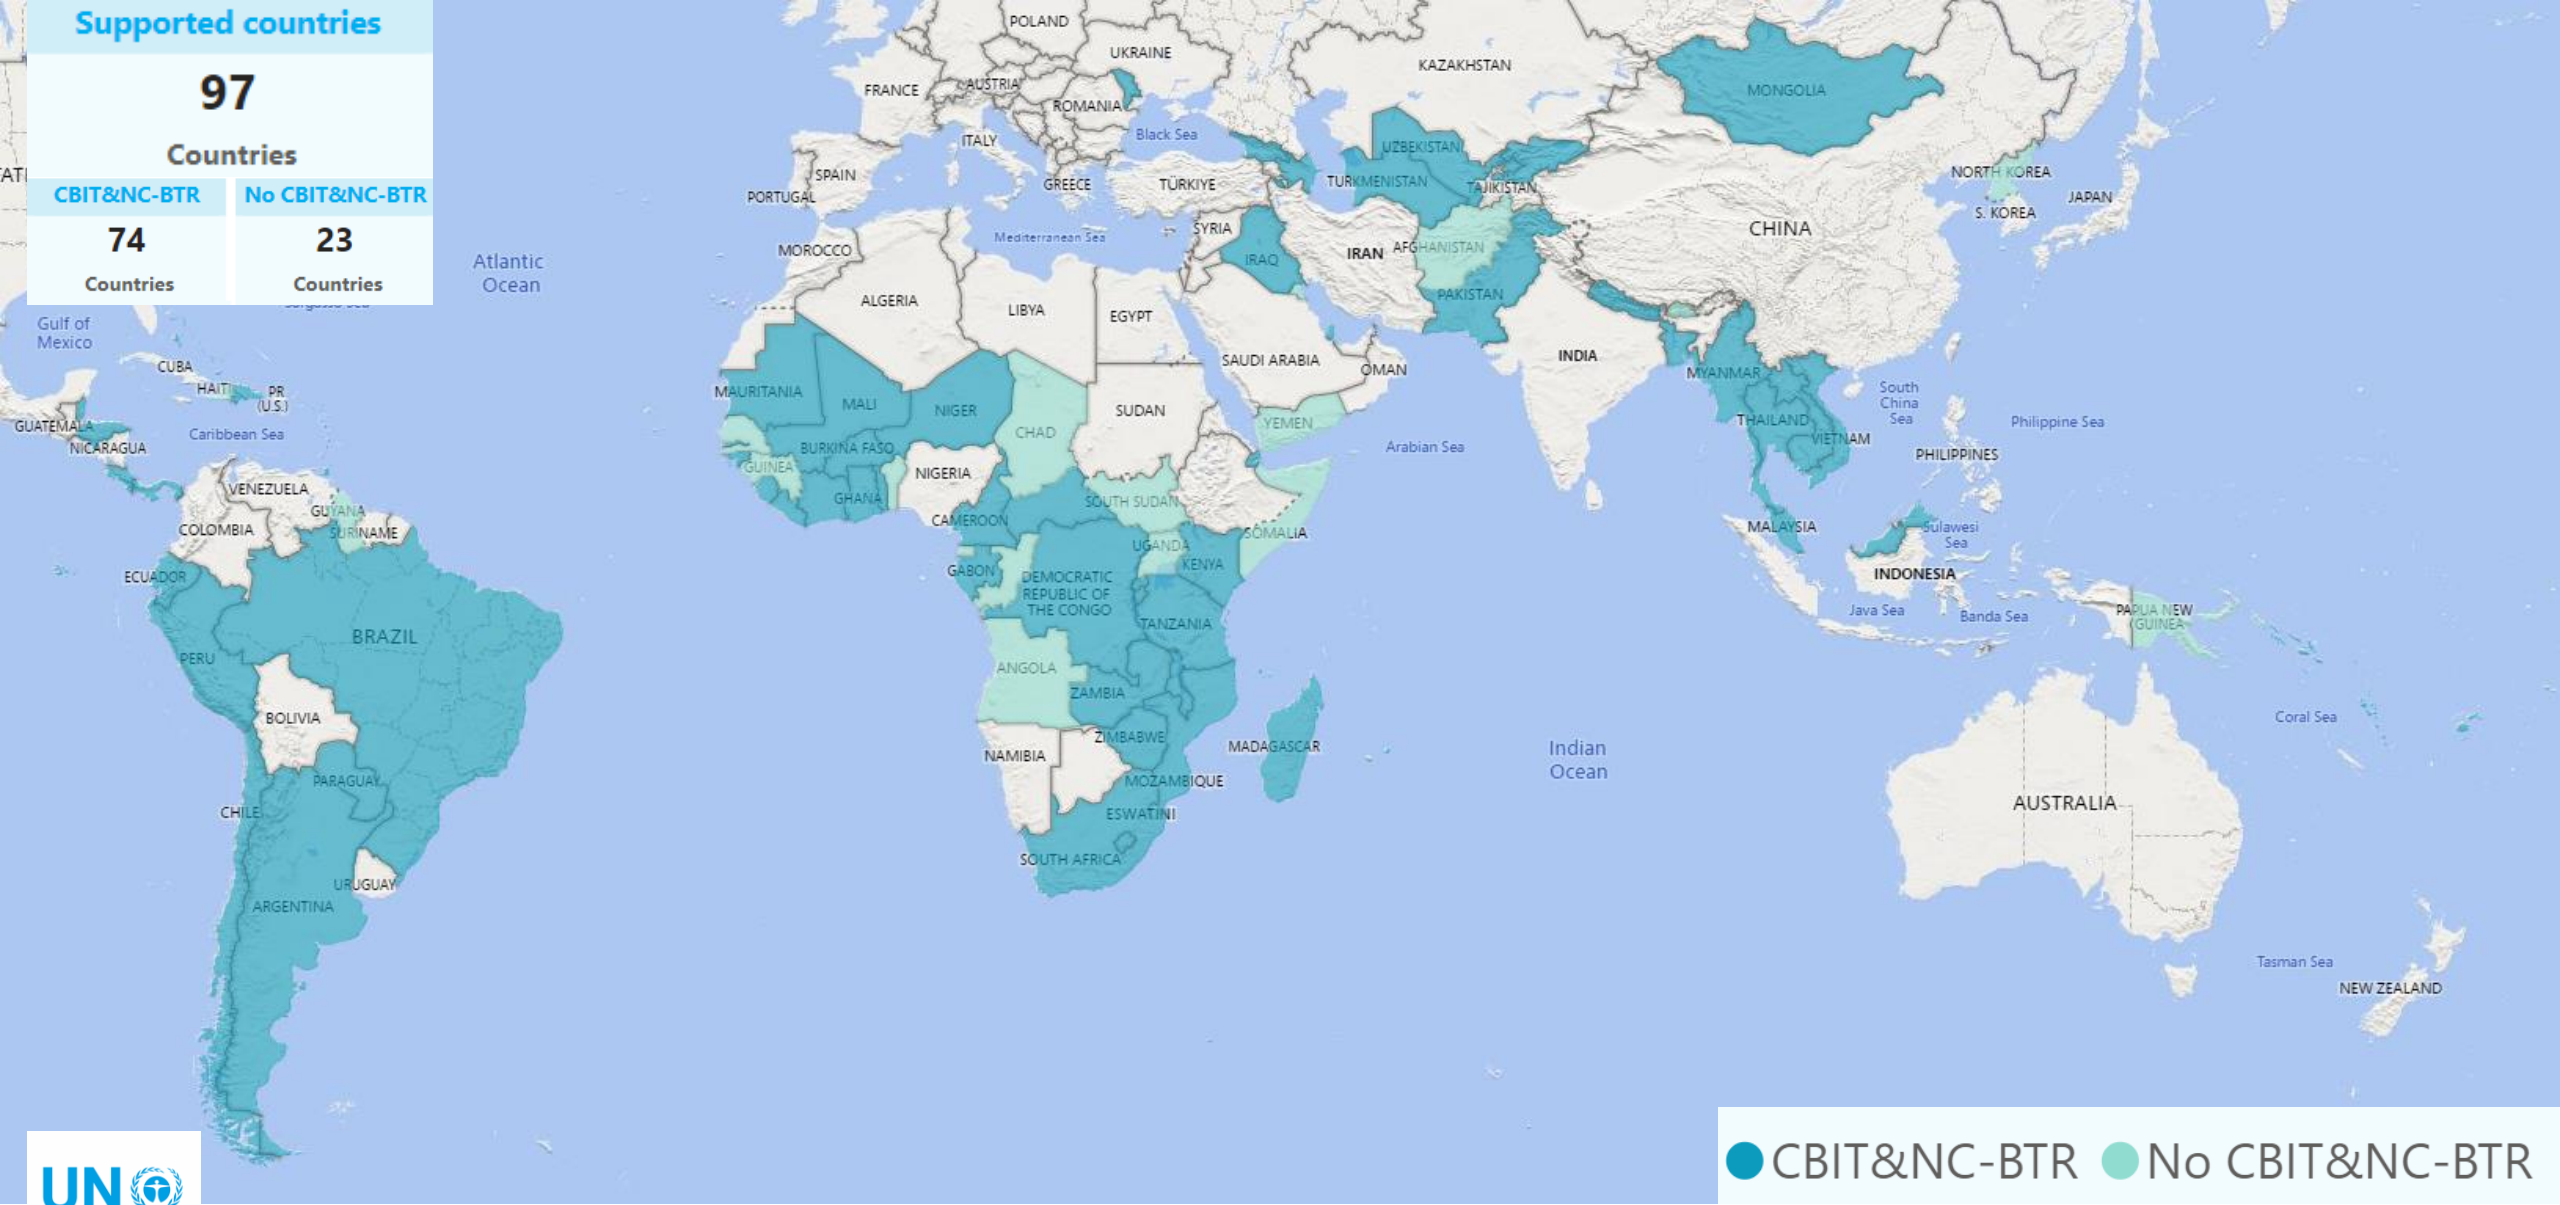 Supported countries
97
Countries
CBIT&NC-BTR
No CBIT&NC-BTR
74
23
Countries
Countries
POLAND
UKRAINE
FRANCE
AUSTRIA
ROMANIA
ITALY
Black Sea
SPAIN
PORTUGAL
GREECE
TÜRKIYE
KAZAKHSTAN
MONGOLIA
UZBEKISTAN
TURKMENISTAN
TAJIKISTAN
NORTH KOREA
S. KOREA
JAPAN
CHINA
SYRIA
IRAQ
IRAN
AFGHANISTAN
PAKISTAN
MOROCCO
Mediterranean Sea
Atlantic
Ocean
ALGERIA
LIBYA
EGYPT
SAUDI ARABIA
OMAN
INDIA
Gulf of
Mexico
CUBA
HAITI
PR
(U.S.)
GUATEMALA
NICARAGUA
Caribbean Sea
MAURITANIA
MALI
NIGER
CHAD
SUDAN
YEMEN
Arabian Sea
MYANMAR
THAILAND
VIETNAM
South
China
Sea
PHILIPPINES
Philippine Sea
GUINEA
BURKINA FASO
GHANA
NIGERIA
CAMEROON
SOUTH SUDAN
SOMALIA
VENEZUELA
GUYANA
COLOMBIA
SURINAME
ECUADOR
GABON
DEMOCRATIC
REPUBLIC OF
THE CONGO
UGANDA
KENYA
TANZANIA
MALAYSIA
Sulawesi
Sea
INDONESIA
Java Sea
Banda Sea
PAPUA NEW
GUINEA
BRAZIL
PERU
BOLIVIA
PARAGUAY
CHILE
URUGUAY
ARGENTINA
ANGOLA
ZAMBIA
ZIMBABWE
NAMIBIA
MOZAMBIQUE
MADAGASCAR
ESWATINI
SOUTH AFRICA
Indian
Ocean
Coral Sea
AUSTRALIA
Tasman Sea
NEW ZEALAND
UN
CBIT&NC-BTR
No CBIT&NC-BTR